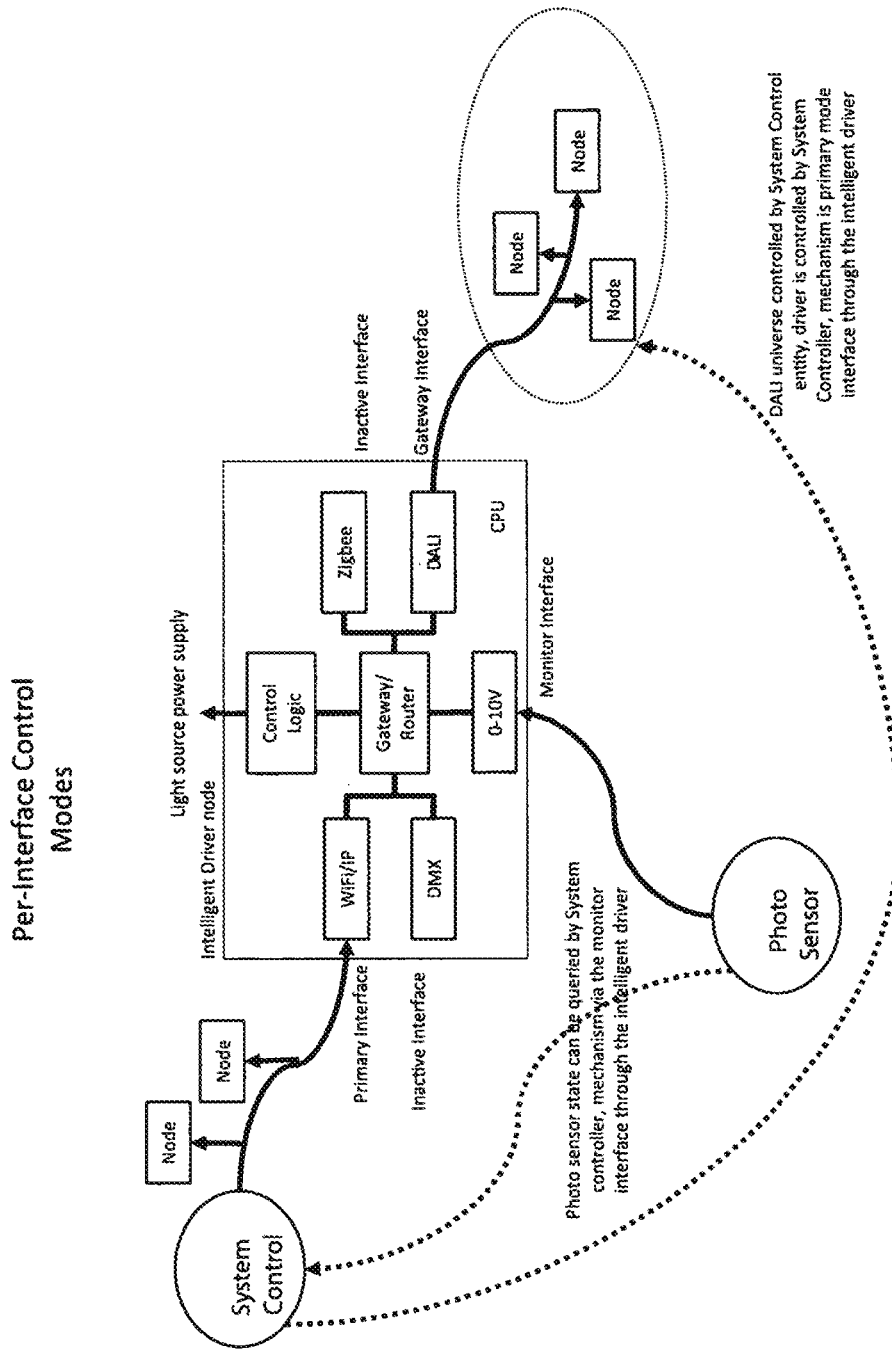 Per-Interface Control
Modes
Light source power supply
Intelligent Driver node
Node
Node
System
Control
Primary Interface
Inactive Interface
WiFi/IP
DMX
Control
Logic
Gateway/
Router
0-10V
Zigbee
DALI
CPU
Inactive Interface
Gateway Interface
Monitor Interface
Node
Node
Node
Photo sensor state can be queried by System
controller, mechanism via the monitor
interface through the intelligent driver
Photo
Sensor
DALI universe controlled by System Control
entity, driver is controlled by System
Controller, mechanism is primary mode
interface through the intelligent driver